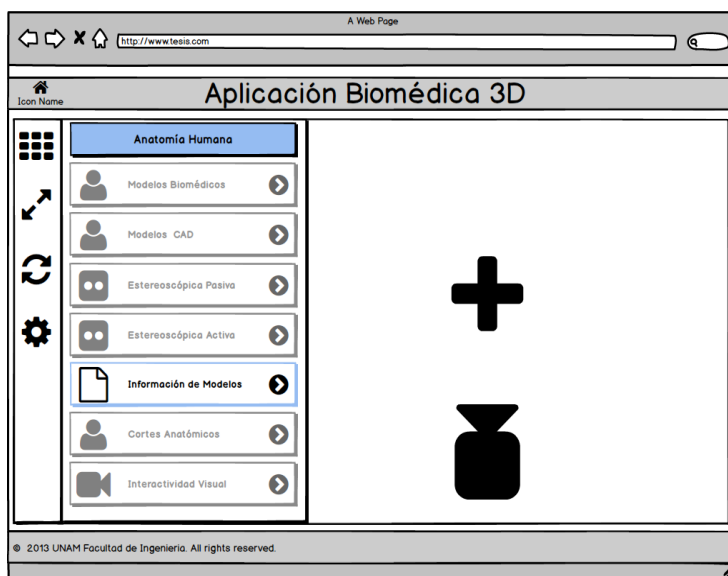 A Web Page
http://www.tesis.com
Icon Name
Aplicación Biomédica 3D
Anatomía Humana
Modelos Biomédicos
Modelos CAD
Estereoscópica Pasiva
Estereoscópica Activa
Información de Modelos
Cortes Anatómicos
Interactividad Visual
© 2013 UNAM Facultad de Ingenieria. All rights reserved.